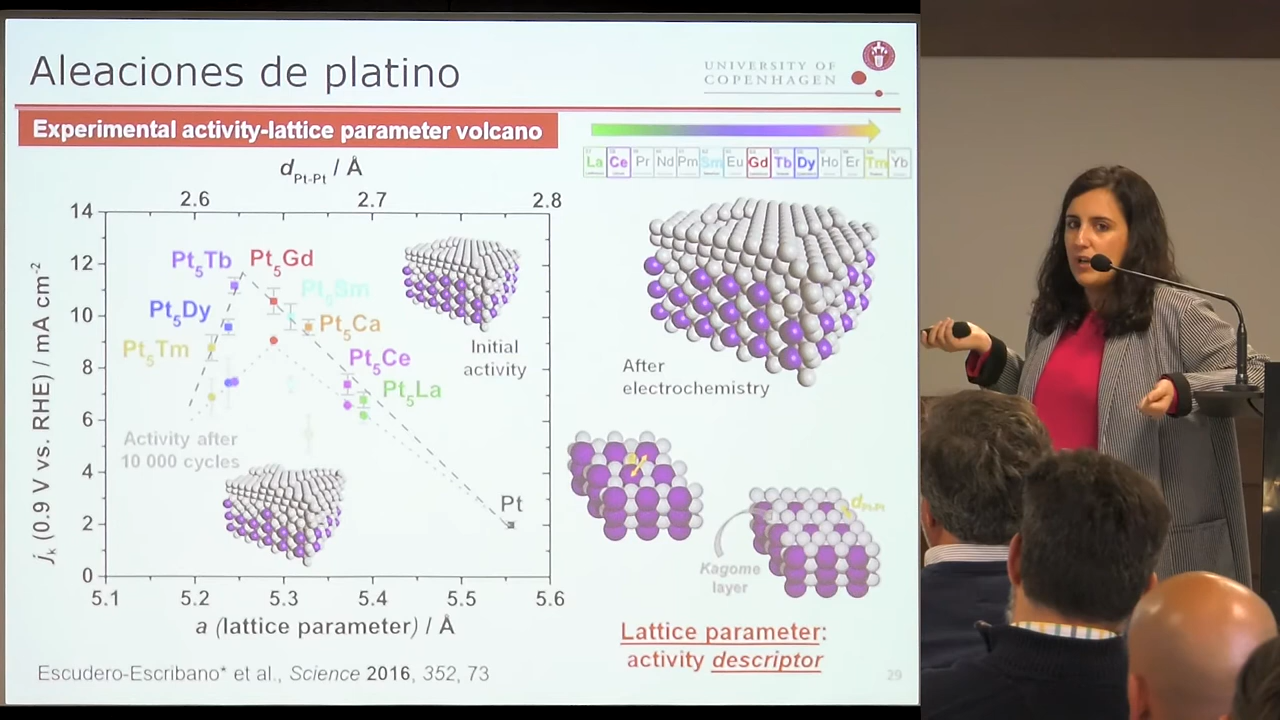 Aleaciones de platino
UNIVERSITY OF
COPENHAGEN
Experimental activity-lattice parameter volcano
La Ce Pr Nd Pm Sm Eu Gd Tb Dy Ho Er Tm Yb
d Pt-Pt / Å
2.6 2.7 2.8
14
12
10
8
6
4
2
0
jk (0.9 V vs. RHE) / mA cm-2
Pt5Tb Pt5Gd
Pt5Sm
Pt5Dy
Pt5Ca
Pt5Tm
Pt5Ce
Pt5La
Pt
Initial
activity
Activity after
10 000 cycles
5.1 5.2 5.3 5.4 5.5 5.6
a (lattice parameter) / Å
After
electrochemistry
dPt-Pt
Kagome
layer
Lattice parameter:
activity descriptor
Escudero-Escribano* et al., Science 2016, 352, 73
29